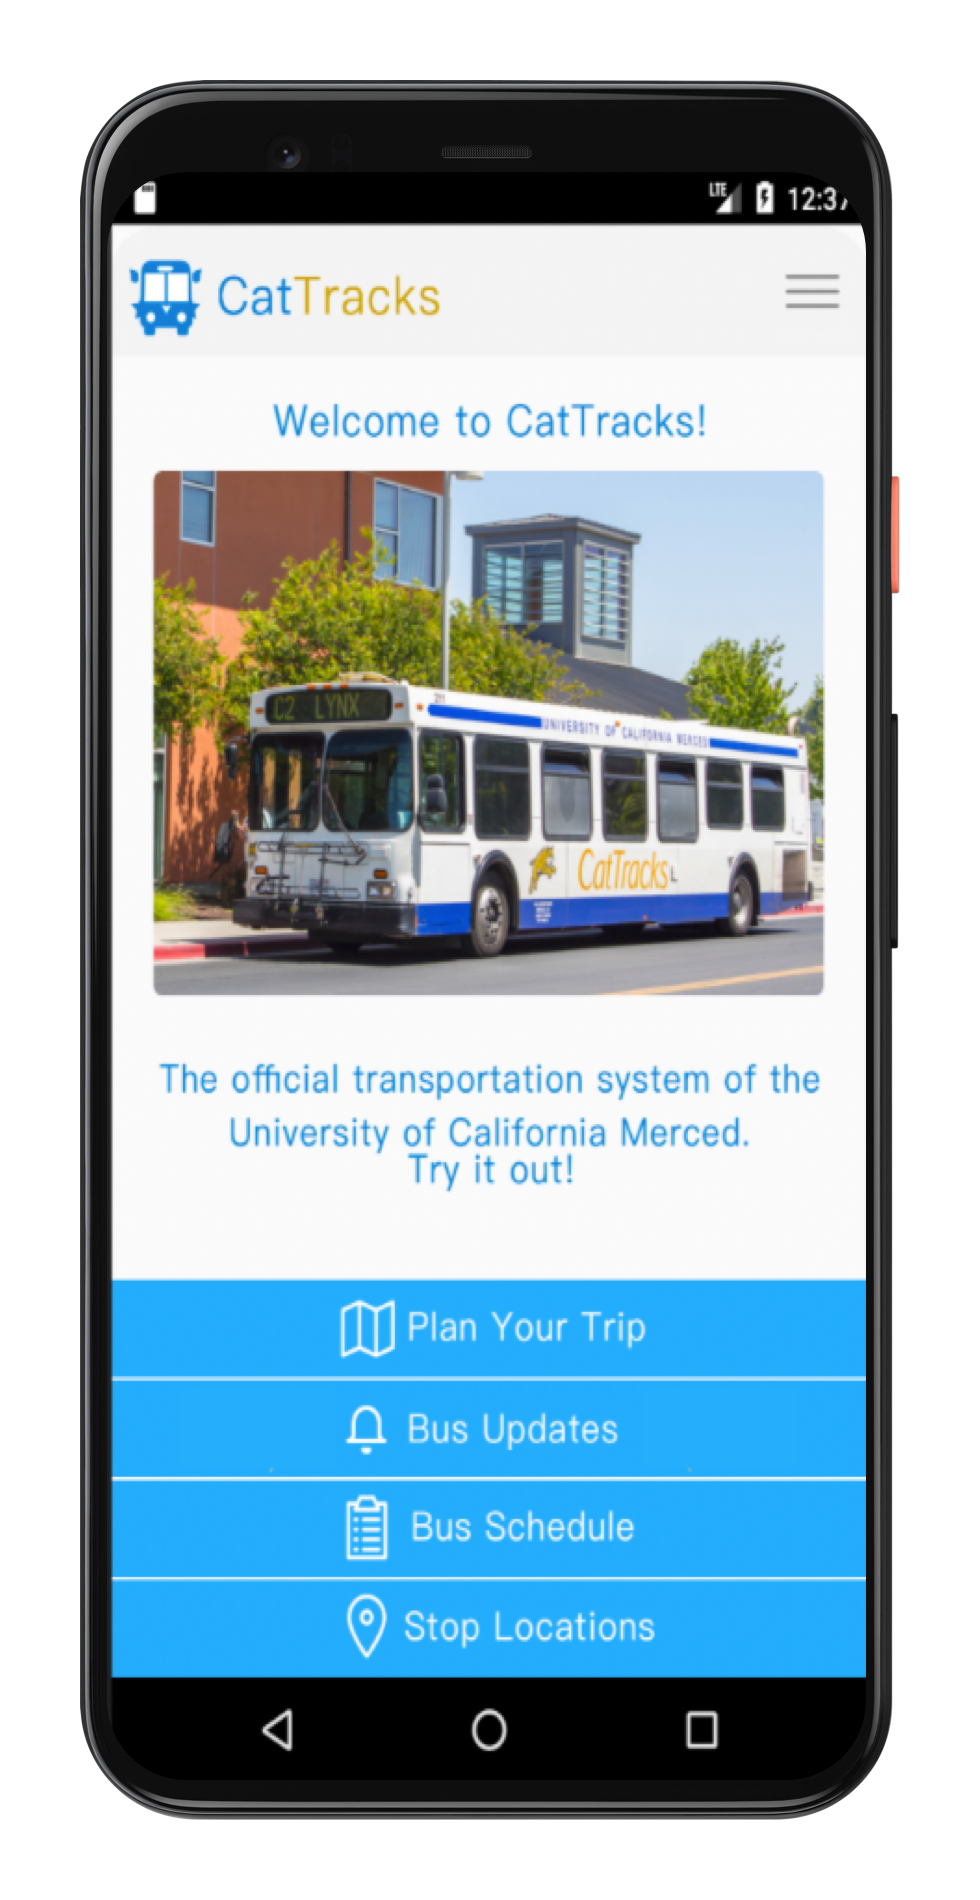 LTE 12:37
CatTracks
Welcome to CatTracks!
C2 LYNX
UNIVERSITY OF CALIFORNIA MERCED
CatTracks
The official transportation system of the
University of California Merced.
Try it out!
Plan Your Trip
Bus Updates
Bus Schedule
Stop Locations